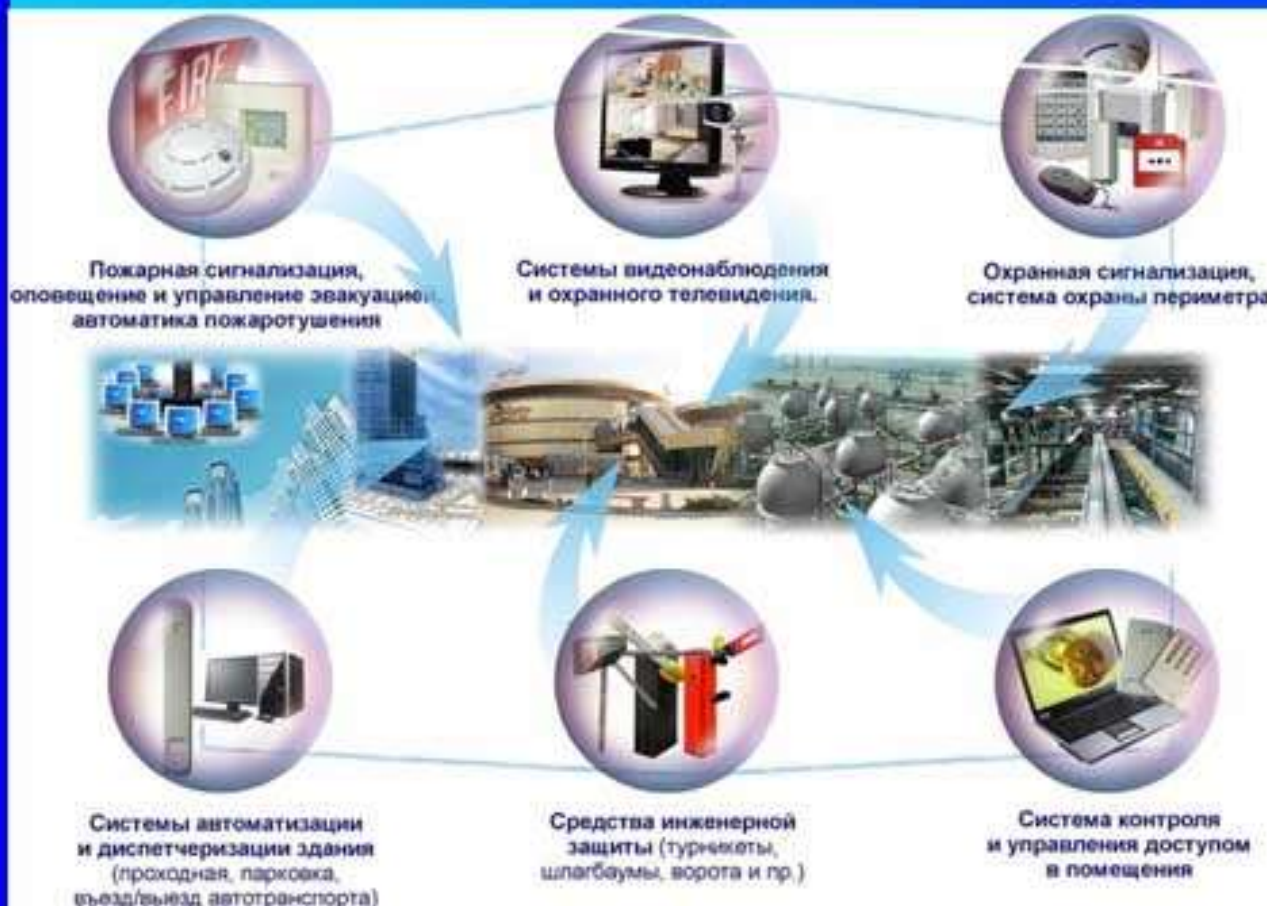 FIRE
Пожарная сигнализация,
оповещение и управление эвакуацией,
автоматика пожаротушения
Системы видеонаблюдения
и охранного телевидения.
Охранная сигнализация,
система охраны периметра
Системы автоматизации
и диспетчеризации здания
(проходная, парковка,
въезд/выезд автотранспорта)
Средства инженерной
защиты (турникеты,
шлагбаумы, ворота и пр.)
Система контроля
и управления доступом
в помещения